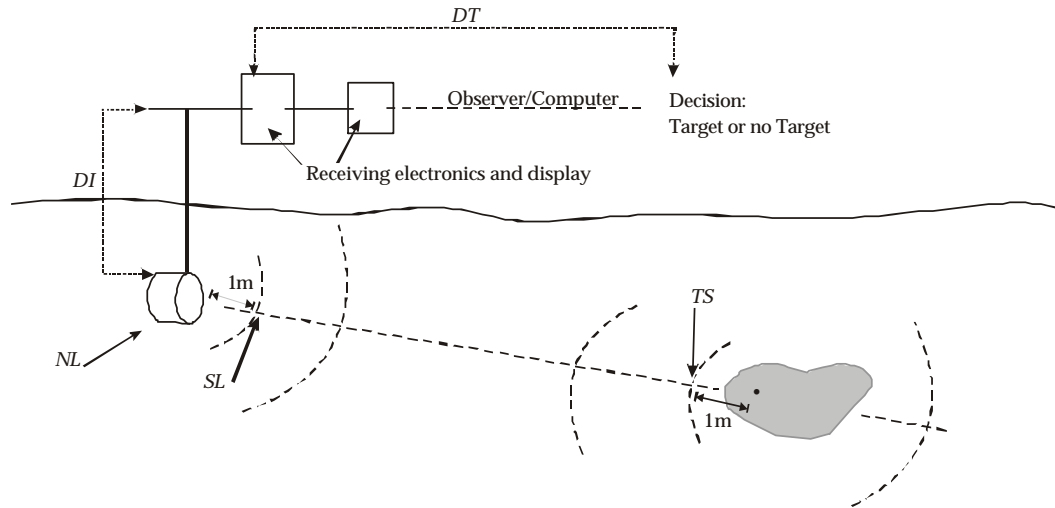 DT
Observer/Computer
Decision:
Target or no Target
Receiving electronics and display
DI
1m
TS
NL
SL
1m